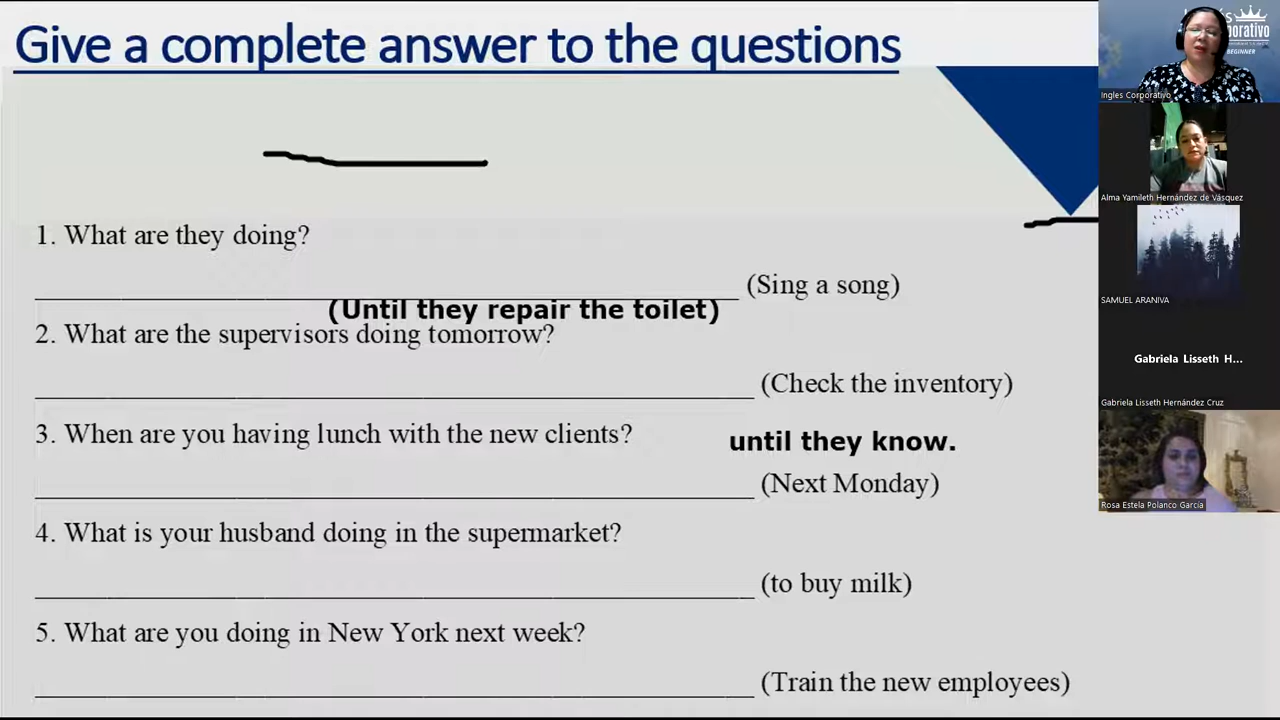 Give a complete answer to the questions
1. What are they doing?
(Sing a song)
(Until they repair the toilet)
2. What are the supervisors doing tomorrow?
(Check the inventory)
3. When are you having lunch with the new clients?
until they know.
(Next Monday)
4. What is your husband doing in the supermarket?
(to buy milk)
5. What are you doing in New York next week?
(Train the new employees)
Ingles Corporativo
Alma Yamileth Hernández de Vásquez
SAMUEL ARANIVA
Gabriela Lisseth H...
Gabriela Lisseth Hernández Cruz
Rosa Estela Polanco García